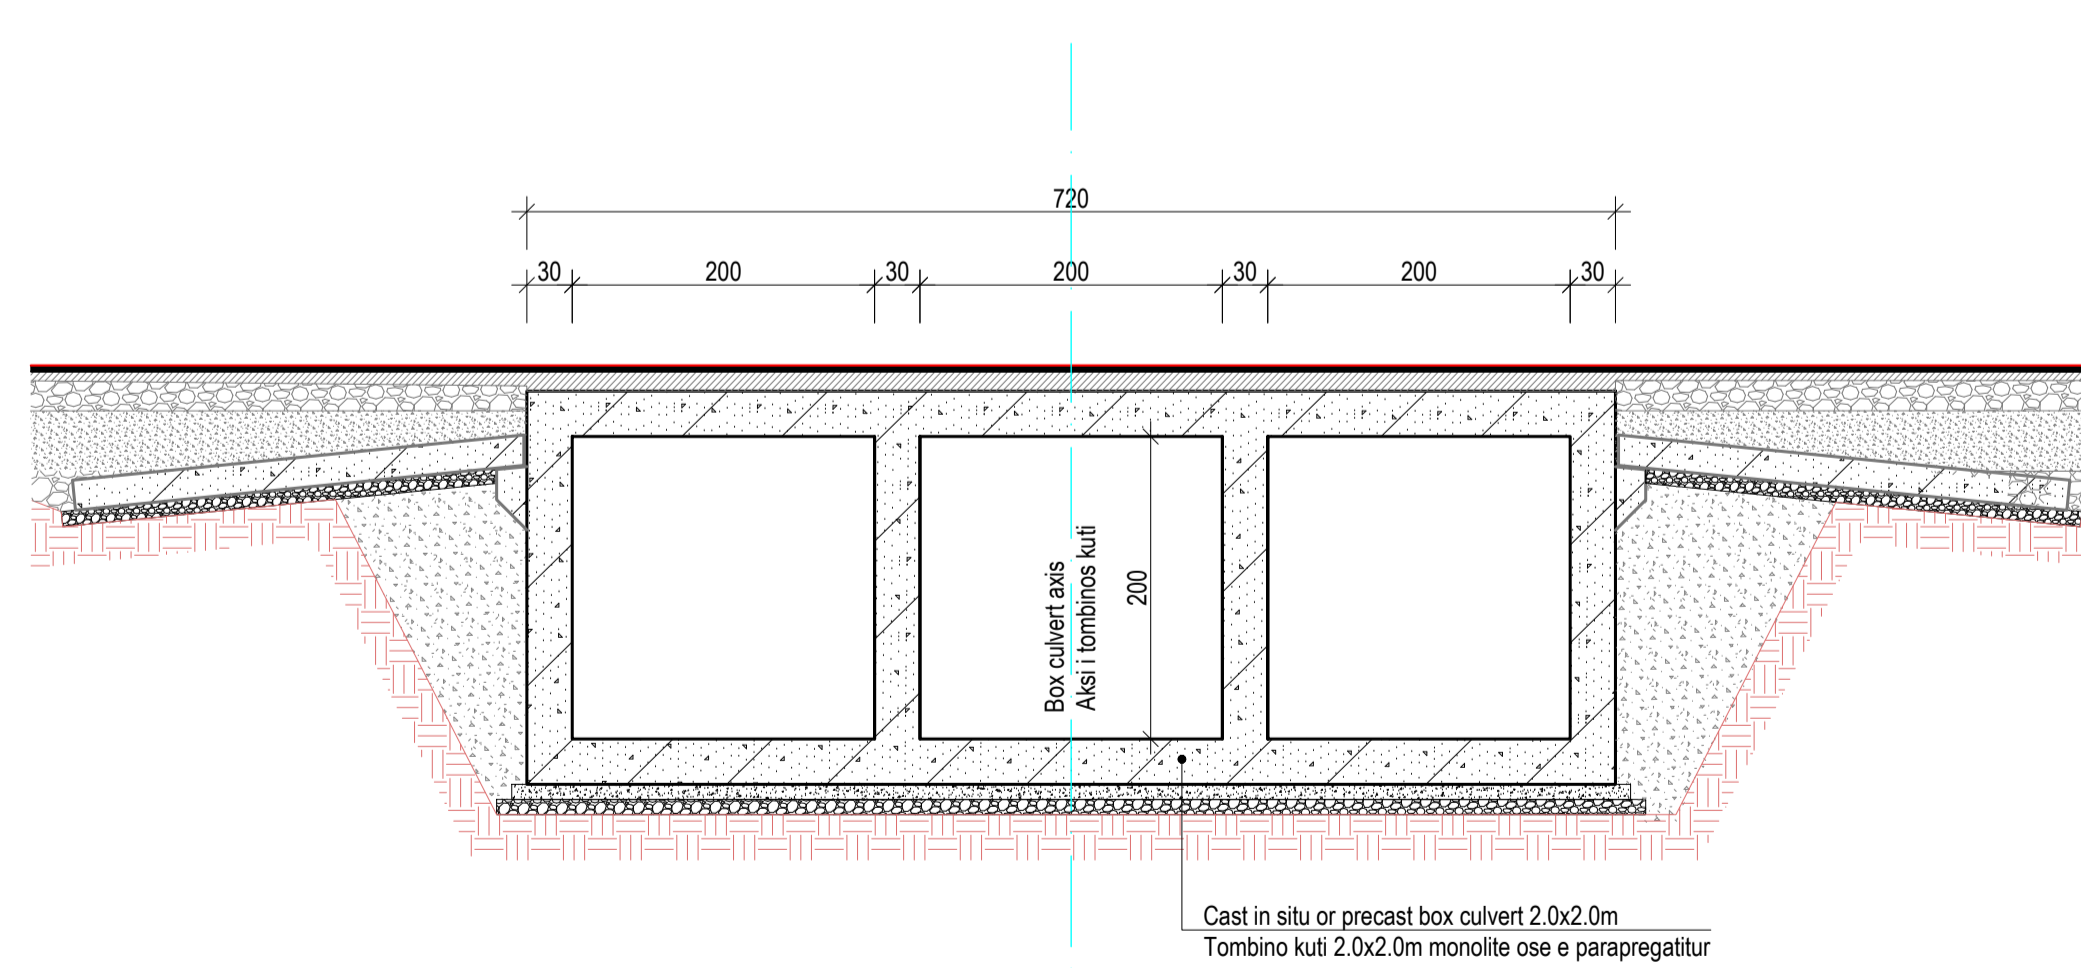 720
30 200 30 200 30 200 30
Box culvert axis
Aksi i tombinos kuti
200
Cast in situ or precast box culvert 2.0x2.0m
Tombino kuti 2.0x2.0m monolite ose e parapregatitur